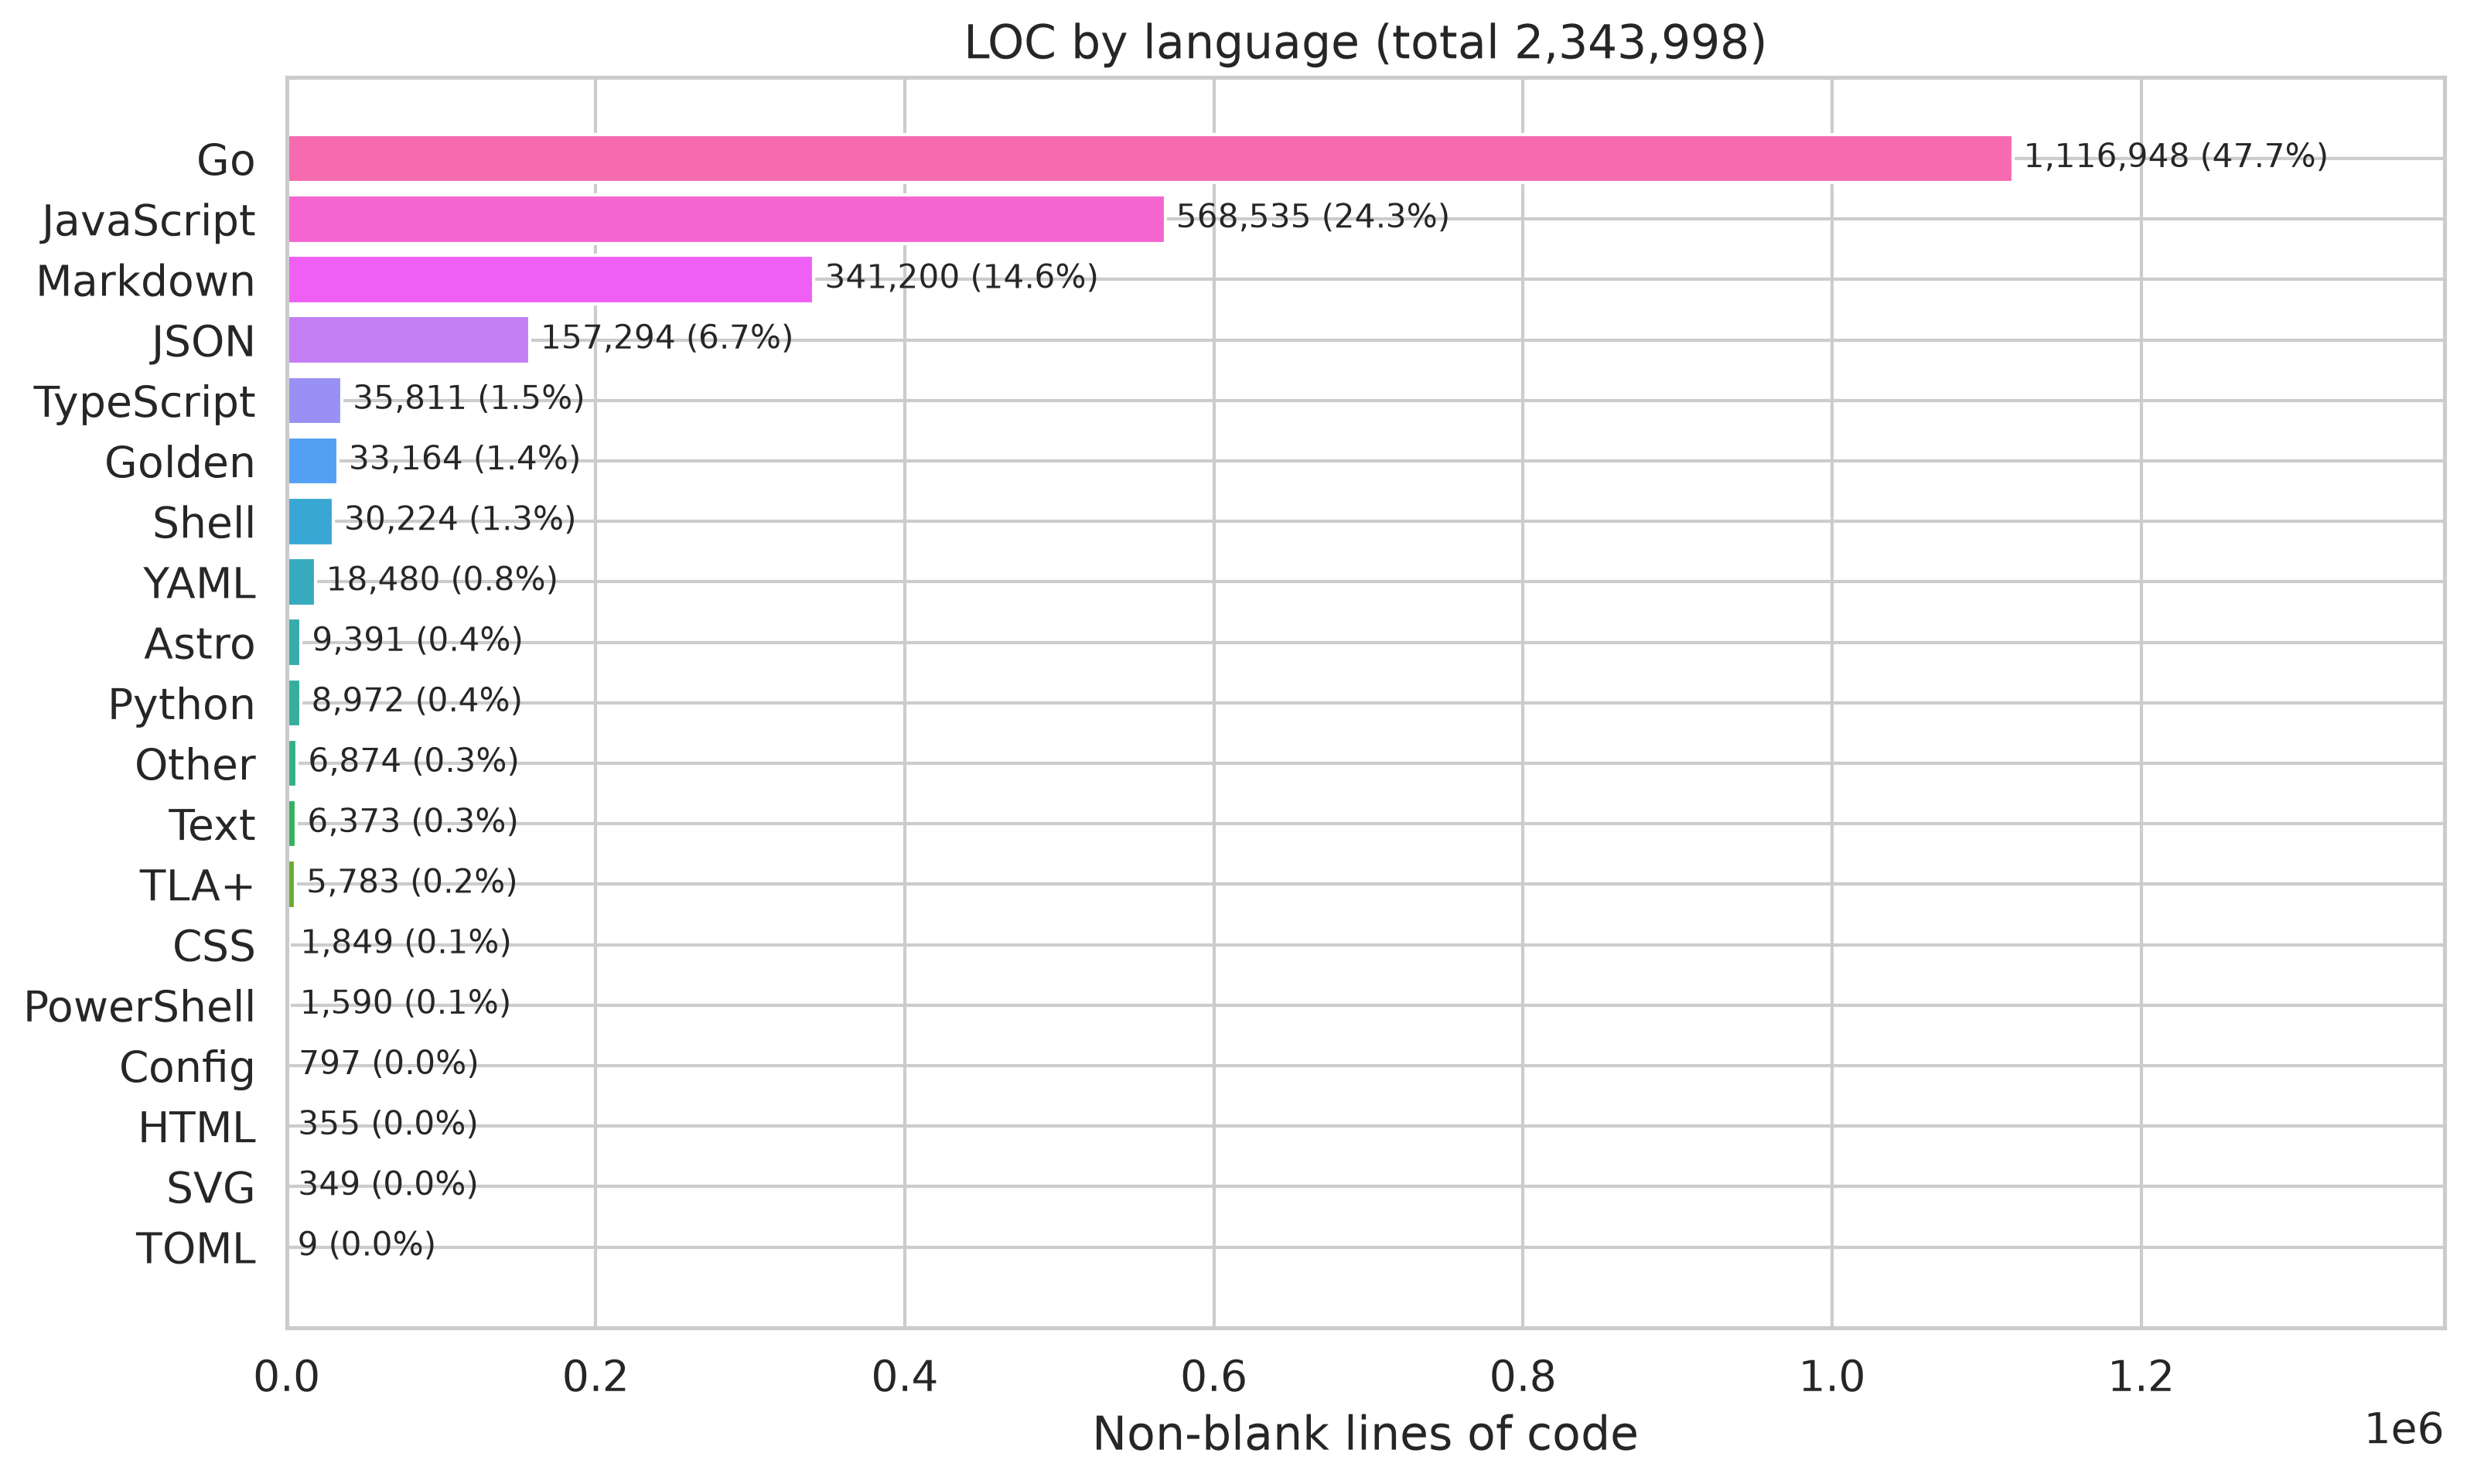 LOC by language (total 2,343,998)
Go 1,116,948 (47.7%)
JavaScript 568,535 (24.3%)
Markdown 341,200 (14.6%)
JSON 157,294 (6.7%)
TypeScript 35,811 (1.5%)
Golden 33,164 (1.4%)
Shell 30,224 (1.3%)
YAML 18,480 (0.8%)
Astro 9,391 (0.4%)
Python 8,972 (0.4%)
Other 6,874 (0.3%)
Text 6,373 (0.3%)
TLA+ 5,783 (0.2%)
CSS 1,849 (0.1%)
PowerShell 1,590 (0.1%)
Config 797 (0.0%)
HTML 355 (0.0%)
SVG 349 (0.0%)
TOML 9 (0.0%)
0.0 0.2 0.4 0.6 0.8 1.0 1.2
Non-blank lines of code
1e6